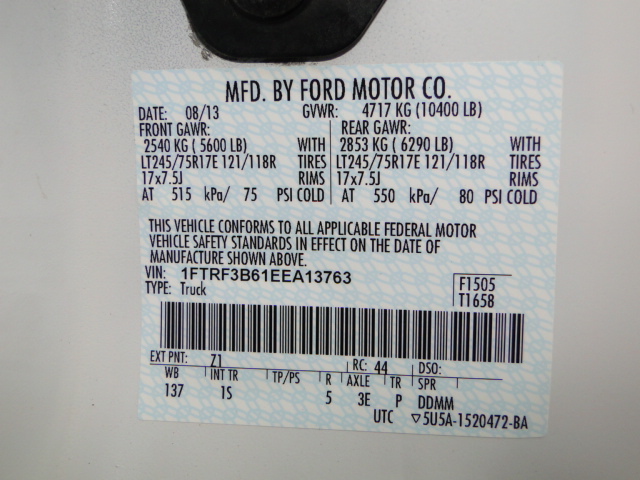 MFD. BY FORD MOTOR CO.
DATE: 08/13 GVWR: 4717 KG (10400 LB)
FRONT GAWR: REAR GAWR:
2540 KG ( 5600 LB) WITH 2853 KG ( 6290 LB) WITH
LT245/75R17E 121/118R TIRES LT245/75R17E 121/118R TIRES
17x7.5J RIMS 17x7.5J RIMS
AT 515 kPa/ 75 PSI COLD AT 550 kPa/ 80 PSI COLD
THIS VEHICLE CONFORMS TO ALL APPLICABLE FEDERAL MOTOR
VEHICLE SAFETY STANDARDS IN EFFECT ON THE DATE OF
MANUFACTURE SHOWN ABOVE.
VIN: 1FTRF3B61EEA13763 F1505
TYPE: Truck T1658
EXT PNT: Z1 RC: 44 DSO:
WB INT TR TP/PS R AXLE TR SPR
137 1S 5 3E P DDMM
UTC ▽5U5A-1520472-BA